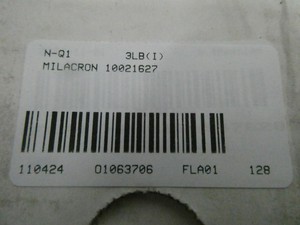 N-Q1 3LB(I)
MILACRON 10021627
110424 01063706 FLA01 128